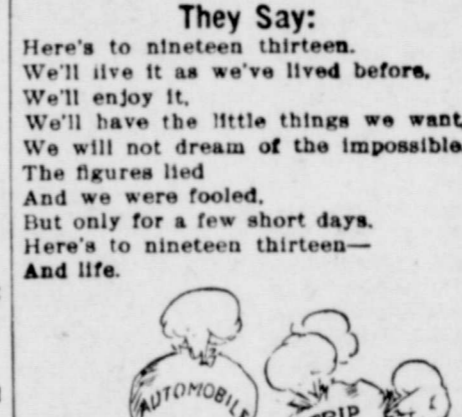 They Say:
Here's to nineteen thirteen.
We'll live it as we've lived before,
We'll enjoy it,
We'll have the little things we want,
We will not dream of the impossible
The figures lied
And we were fooled,
But only for a few short days.
Here's to nineteen thirteen—
And life.
AUTOMOBILE